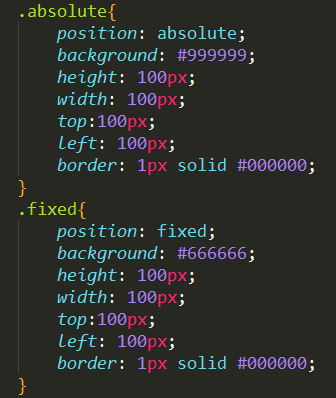 .absolute{
position: absolute;
background: #999999;
height: 100px;
width: 100px;
top:100px;
left: 100px;
border: 1px solid #000000;
}
.fixed{
position: fixed;
background: #666666;
height: 100px;
width: 100px;
top:100px;
left: 100px;
border: 1px solid #000000;
}